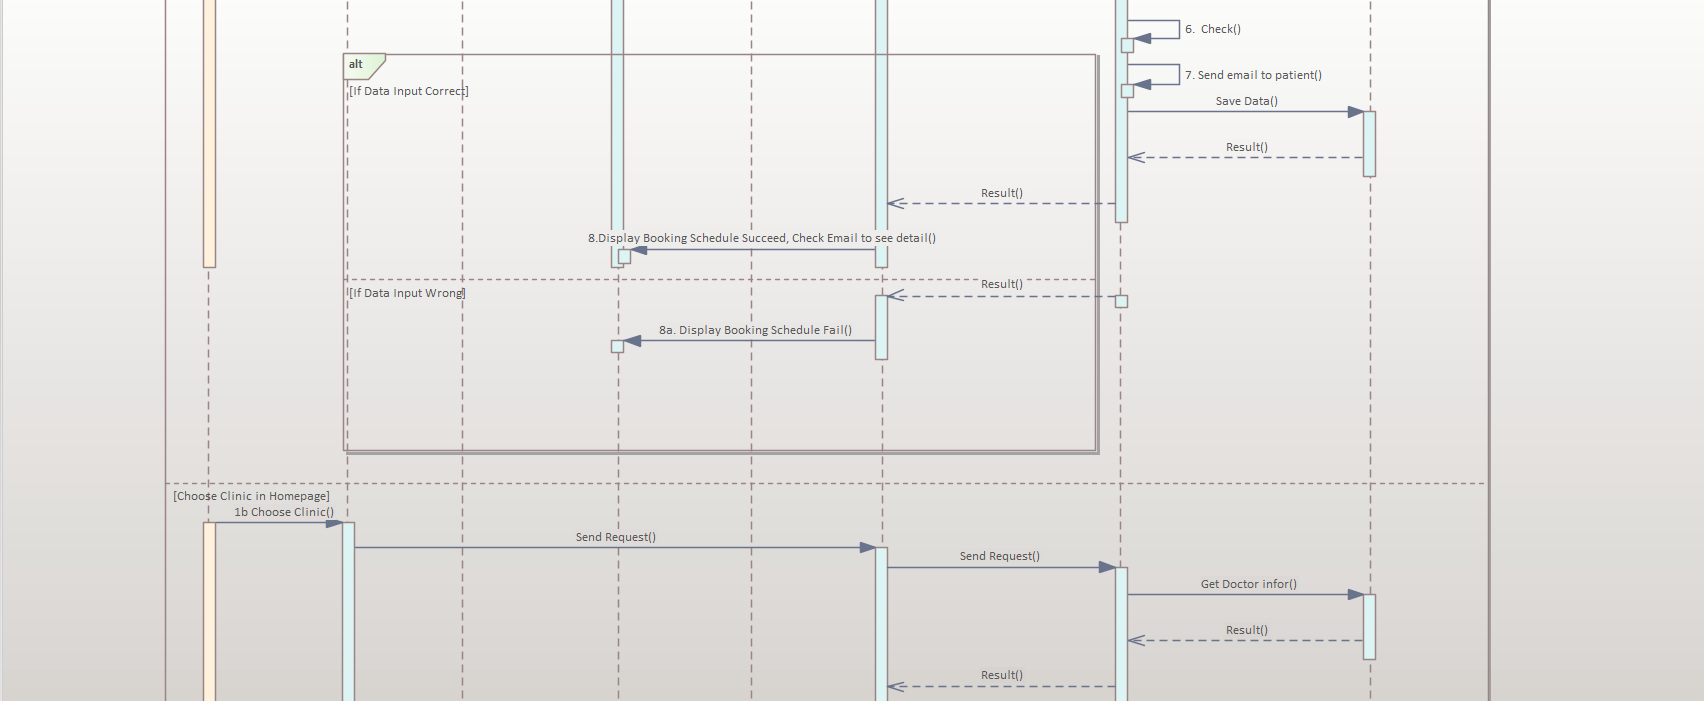 6. Check()
alt
7. Send email to patient()
[If Data Input Correct]
Save Data()
Result()
Result()
8.Display Booking Schedule Succeed, Check Email to see detail()
Result()
[If Data Input Wrong]
8a. Display Booking Schedule Fail()
[Choose Clinic in Homepage]
1b Choose Clinic()
Send Request()
Send Request()
Get Doctor infor()
Result()
Result()